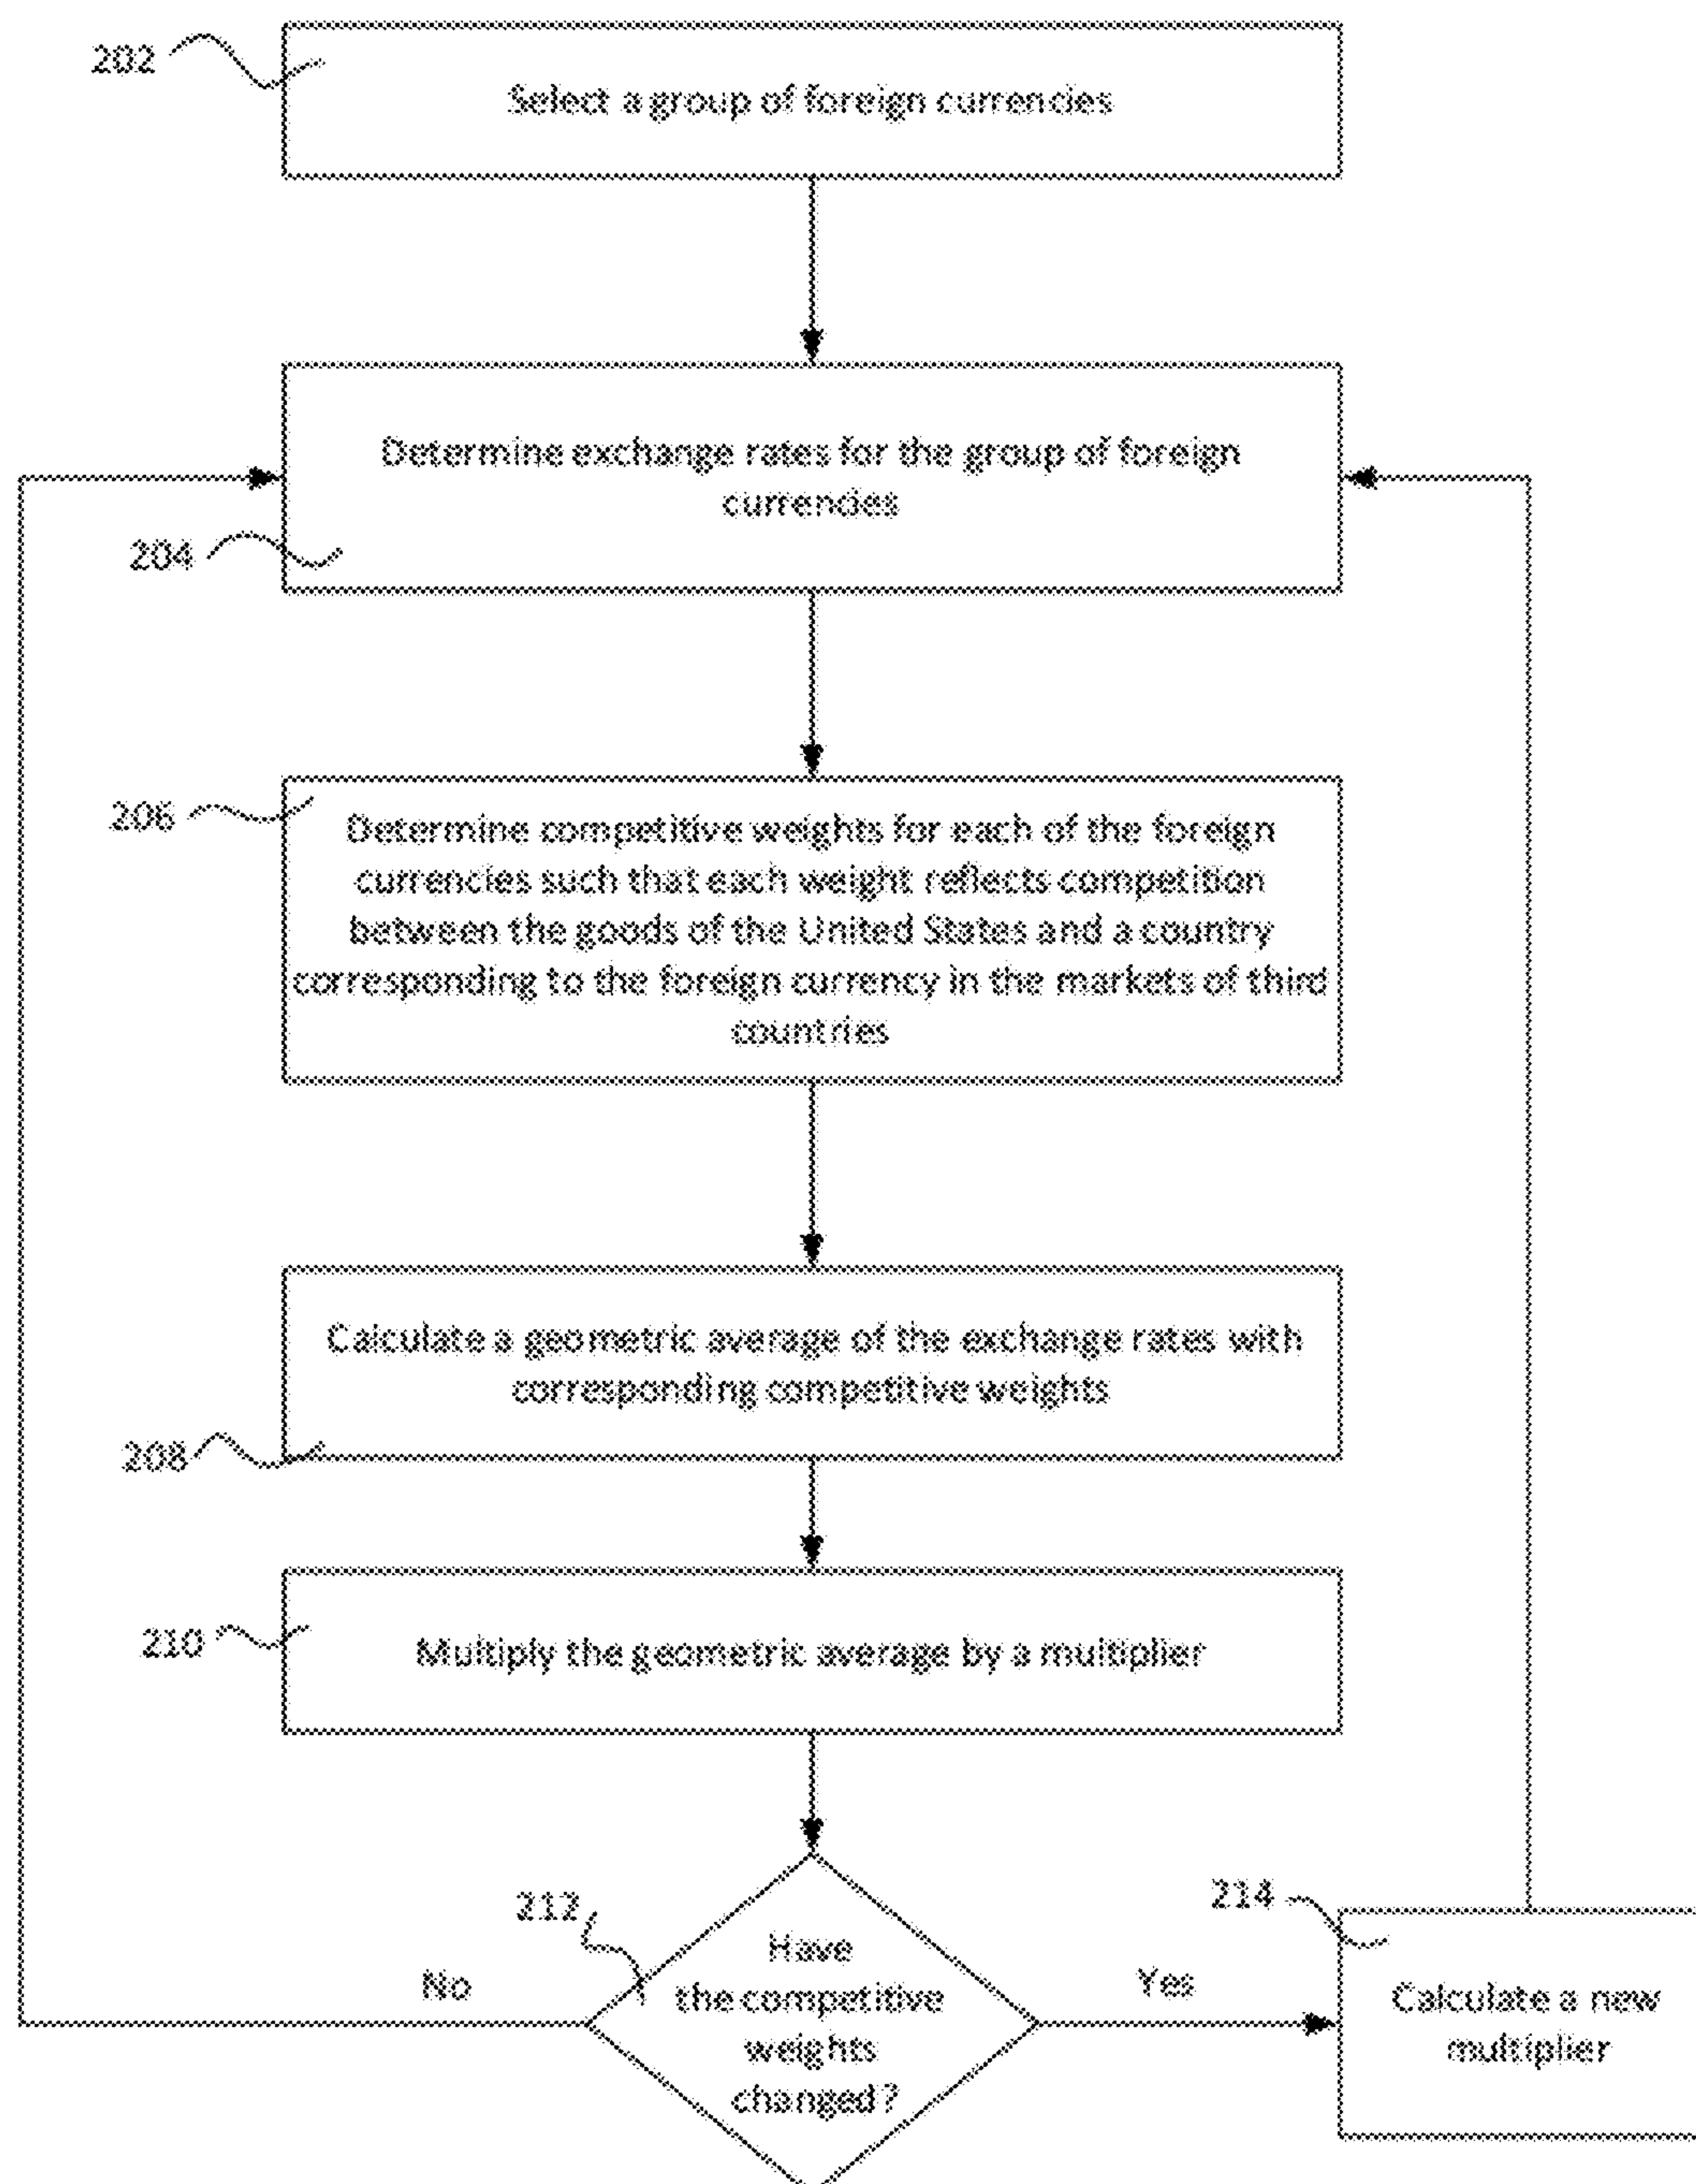 202
Select a group of foreign currencies
Determine exchange rates for the group of foreign
currencies
204
206
Determine competitive weights for each of the foreign
currencies such that each weight reflects competition
between the goods of the United States and a country
corresponding to the foreign currency in the markets of third
countries
Calculate a geometric average of the exchange rates with
corresponding competitive weights
208
210
Multiply the geometric average by a multiplier
212
214
Have
the competitive
weights
changed?
No
Yes
Calculate a new
multiplier